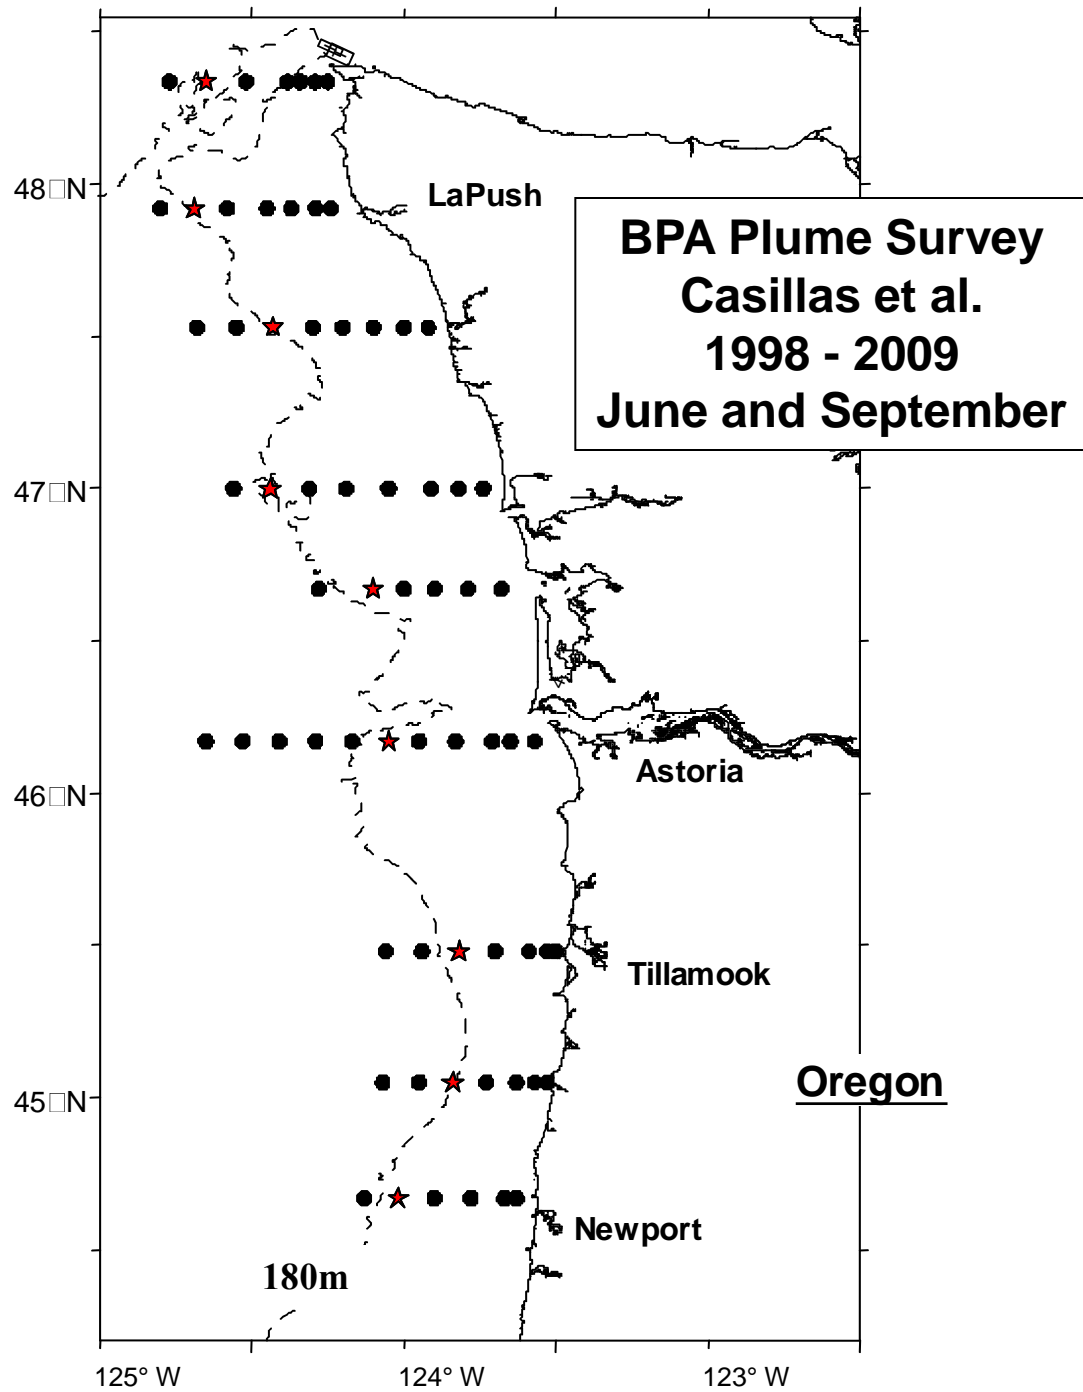 48□N
LaPush
BPA Plume Survey
Casillas et al.
1998 - 2009
June and September
47□N
46□N
Astoria
Tillamook
Oregon
45□N
Newport
180m
125° W
124° W
123° W